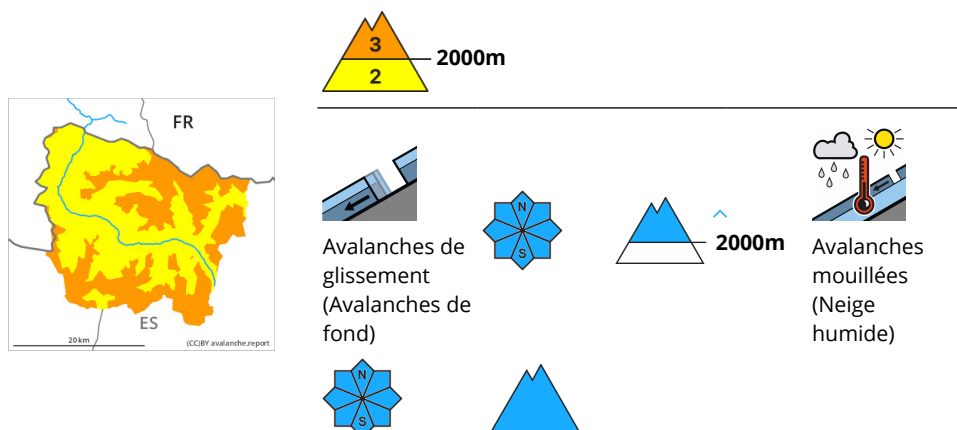 3
2000m
2
FR
ES
20 km
(CC)BY avalanche.report
N
S
2000m
Avalanches de
glissement
(Avalanches de
fond)
Avalanches
mouillées
(Neige
humide)
N
S